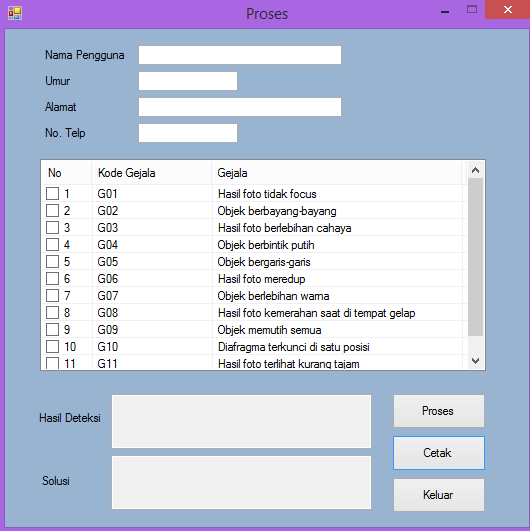 Proses
Nama Pengguna
Umur
Alamat
No. Telp
No Kode Gejala Gejala
1 G01 Hasil foto tidak focus
2 G02 Objek berbayang-bayang
3 G03 Hasil foto berlebihan cahaya
4 G04 Objek berbintik putih
5 G05 Objek bergaris-garis
6 G06 Hasil foto meredup
7 G07 Objek berlebihan warna
8 G08 Hasil foto kemerahan saat di tempat gelap
9 G09 Objek memutih semua
10 G10 Diafragma terkunci di satu posisi
11 G11 Hasil foto terlihat kurang tajam
Hasil Deteksi
Proses
Cetak
Solusi
Keluar